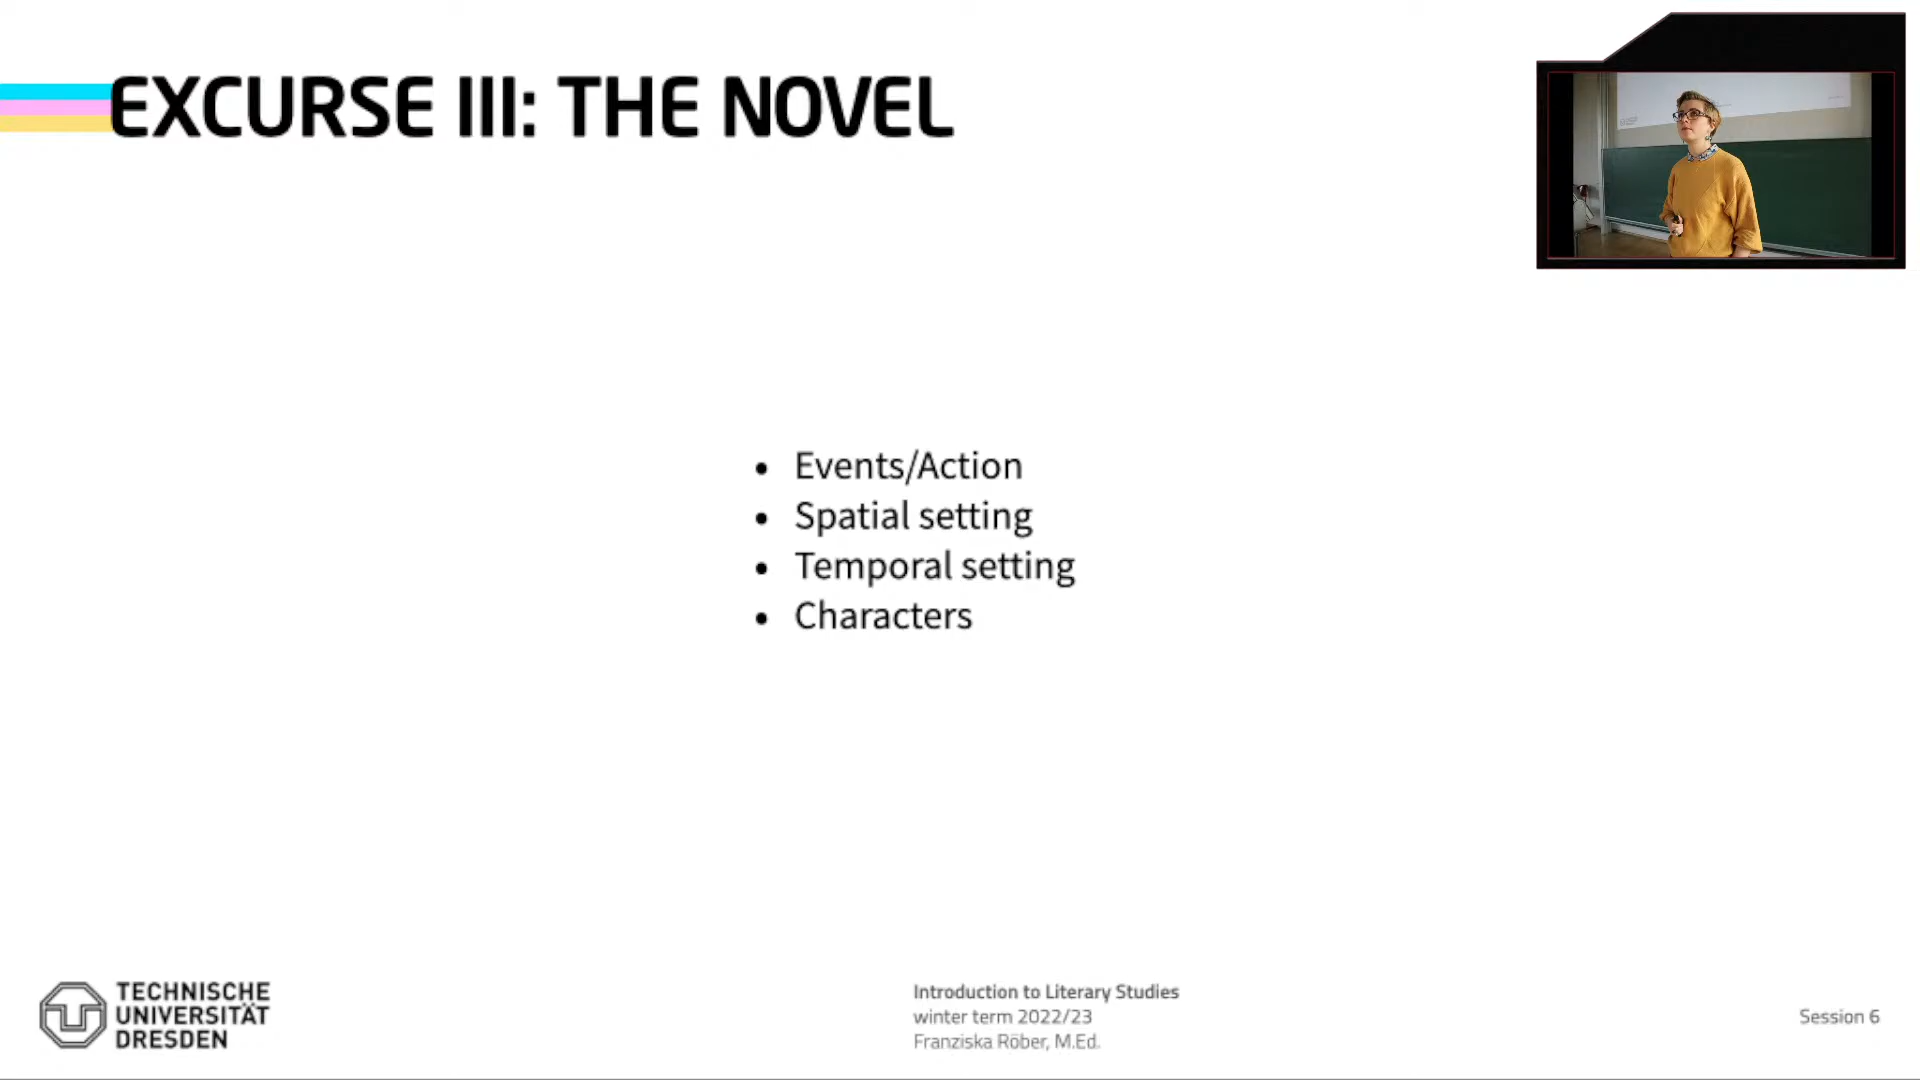 EXCURSE III: THE NOVEL
• Events/Action
• Spatial setting
• Temporal setting
• Characters
TECHNISCHE
UNIVERSITÄT
DRESDEN
Introduction to Literary Studies
winter term 2022/23
Franziska Röber, M.Ed.
Session 6